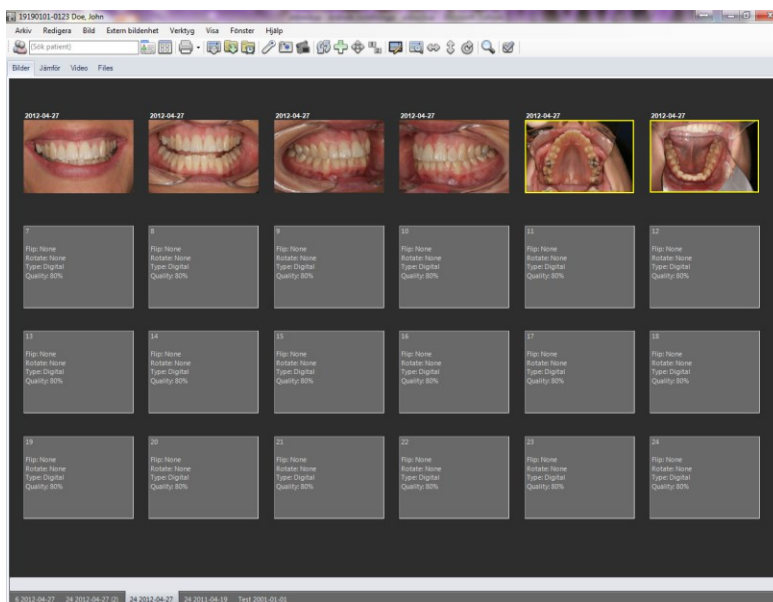 19190101-0123 Doe, John
Arkiv Redigera Bild Extern bildenhet Verktyg Visa Fönster Hjälp
(Sök patient)
Bilder Jämför Video Files
2012-04-27 2012-04-27 2012-04-27 2012-04-27 2012-04-27 2012-04-27
7 8 9 10 11 12
Flip: None Flip: None Flip: None Flip: None Flip: None Flip: None
Rotate: None Rotate: None Rotate: None Rotate: None Rotate: None Rotate: None
Type: Digital Type: Digital Type: Digital Type: Digital Type: Digital Type: Digital
Quality: 80% Quality: 80% Quality: 80% Quality: 80% Quality: 80% Quality: 80%
13 14 15 16 17 18
Flip: None Flip: None Flip: None Flip: None Flip: None Flip: None
Rotate: None Rotate: None Rotate: None Rotate: None Rotate: None Rotate: None
Type: Digital Type: Digital Type: Digital Type: Digital Type: Digital Type: Digital
Quality: 80% Quality: 80% Quality: 80% Quality: 80% Quality: 80% Quality: 80%
19 20 21 22 23 24
Flip: None Flip: None Flip: None Flip: None Flip: None Flip: None
Rotate: None Rotate: None Rotate: None Rotate: None Rotate: None Rotate: None
Type: Digital Type: Digital Type: Digital Type: Digital Type: Digital Type: Digital
Quality: 80% Quality: 80% Quality: 80% Quality: 80% Quality: 80% Quality: 80%
6 2012-04-27 24 2012-04-27 (2) 24 2012-04-27 24 2011-04-19 Test 2001-01-01